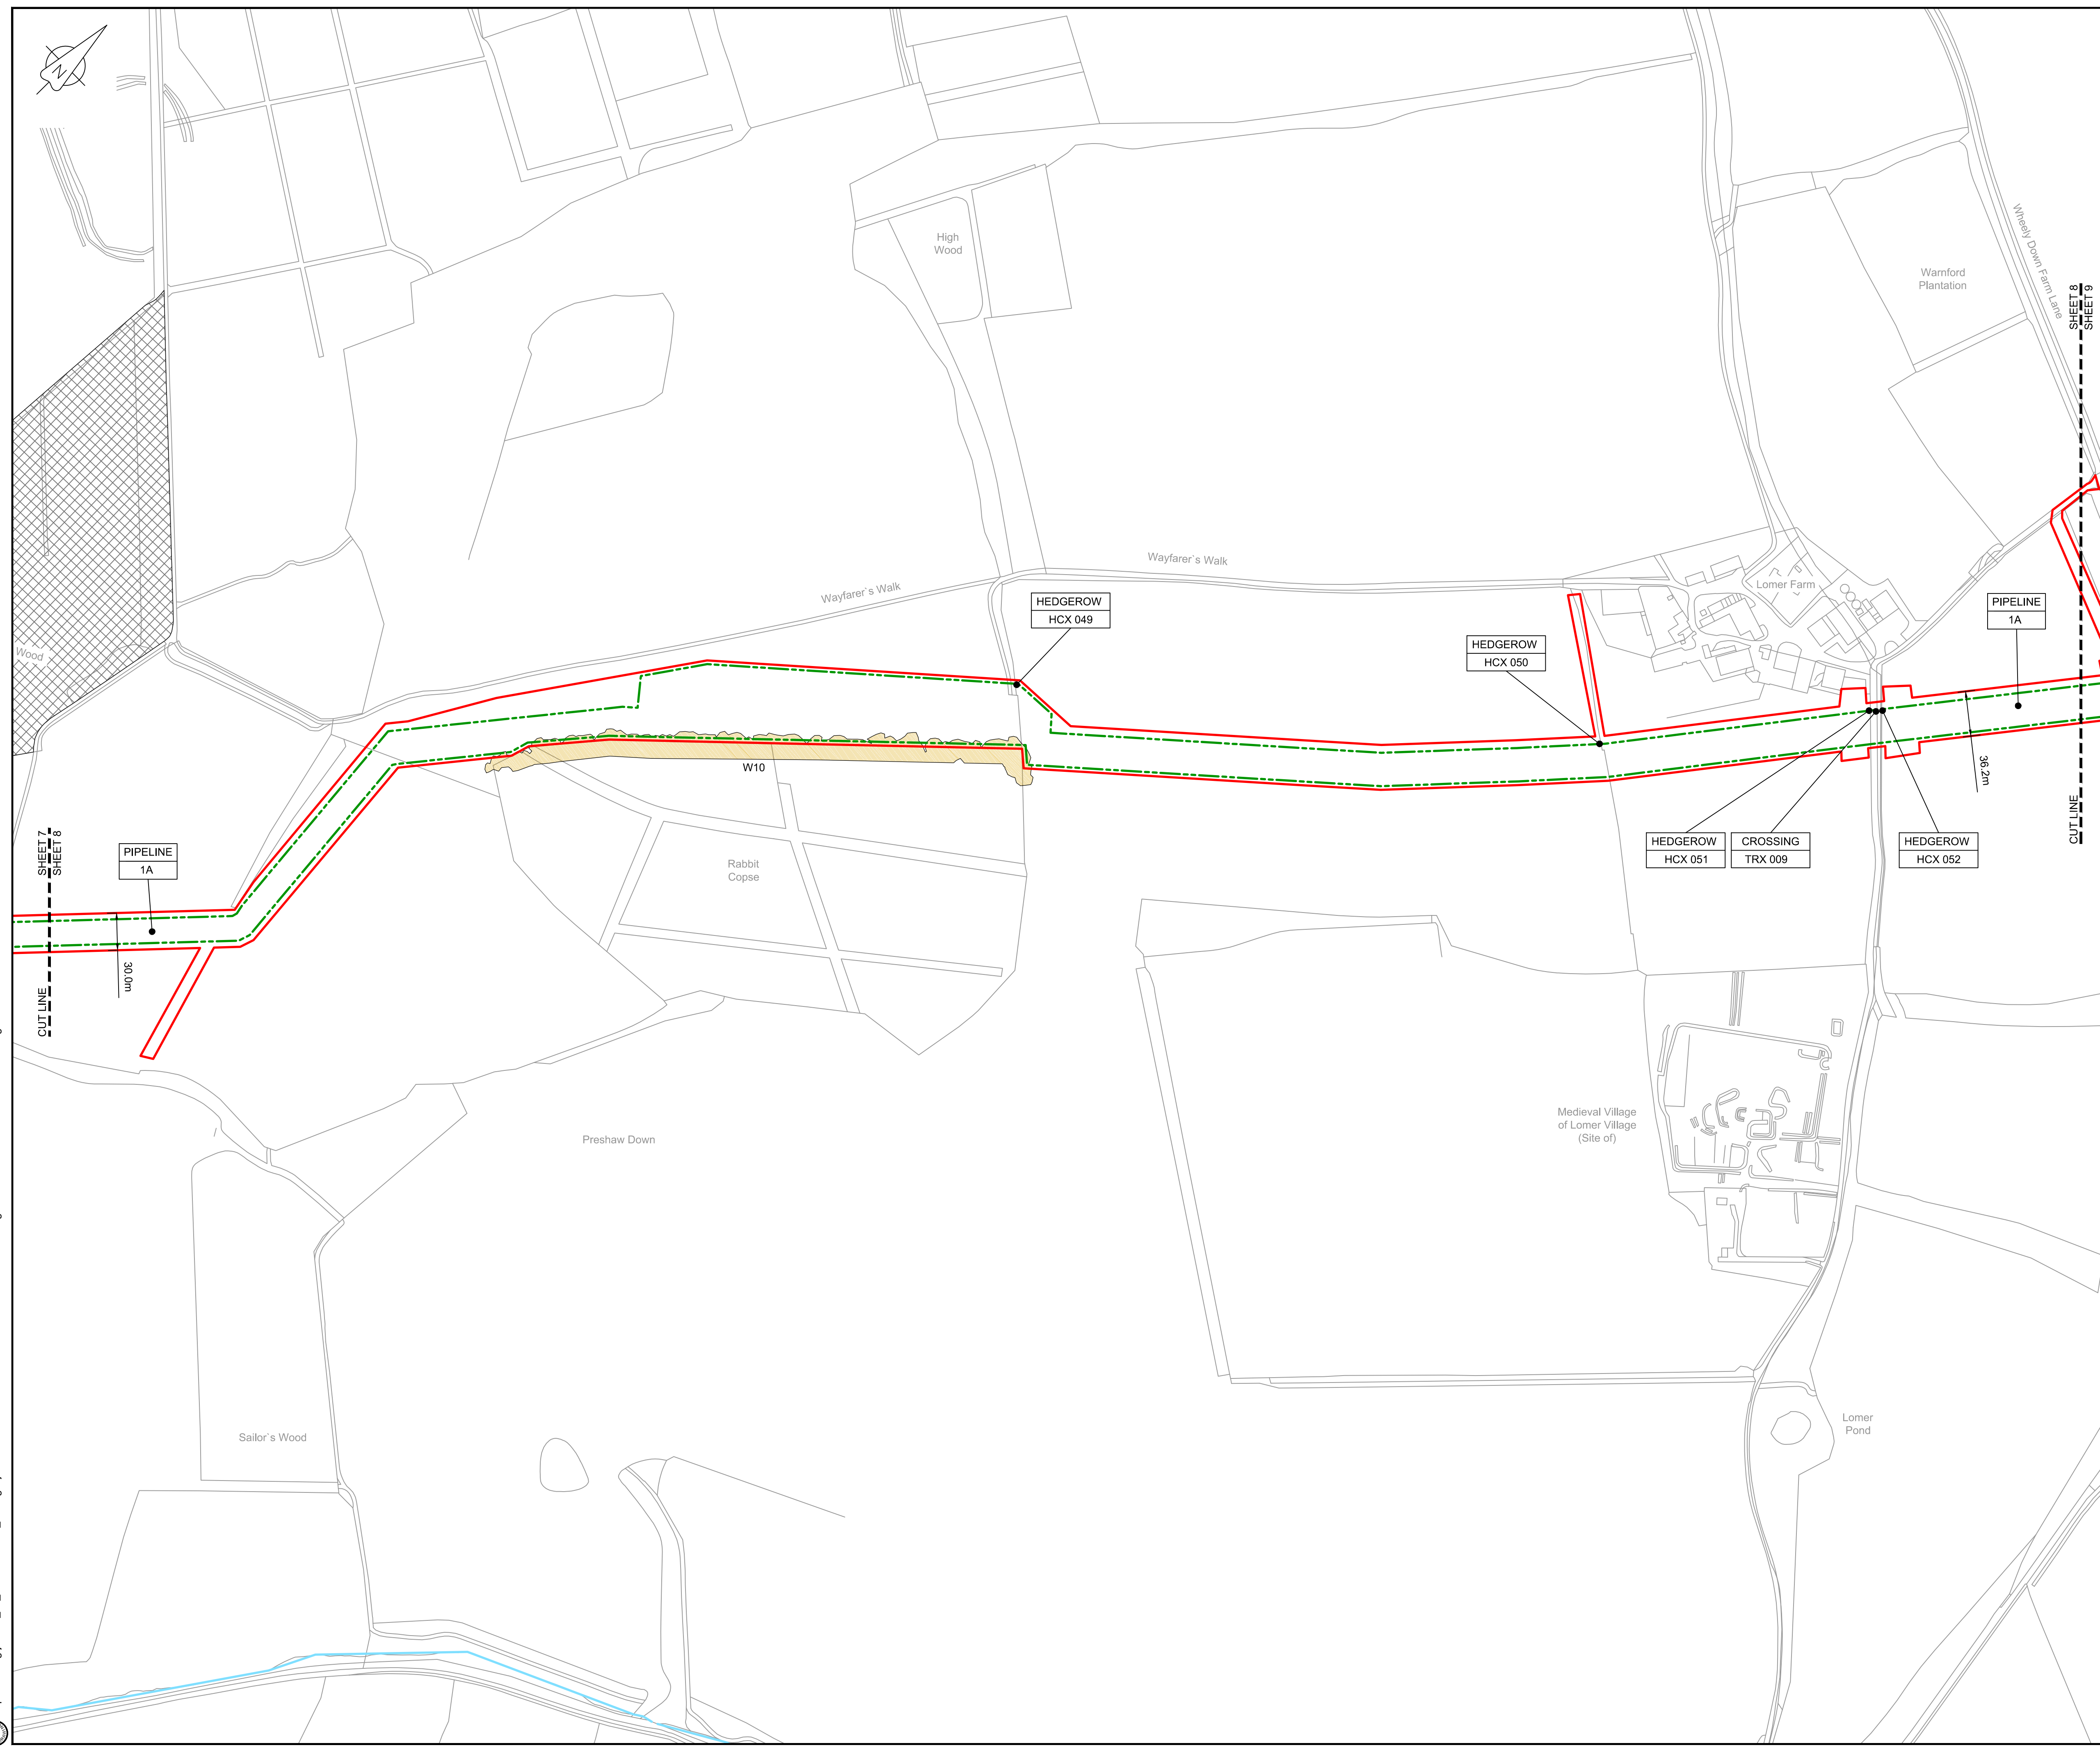 N
High
Wood
Wheely Down Farm Lane
Warnford
Plantation
SHEET 8
SHEET 9
Wayfarer`s Walk
Wayfarer`s Walk
Lomer Farm
HEDGEROW
HCX 049
PIPELINE
1A
HEDGEROW
HCX 050
Wood
W10
36.2m
CUT LINE
HEDGEROW
HCX 051
CROSSING
TRX 009
HEDGEROW
HCX 052
SHEET 7
SHEET 8
PIPELINE
1A
Rabbit
Copse
30.0m
CUT LINE
Medieval Village
of Lomer Village
(Site of)
Preshaw Down
Lomer
Pond
Sailor`s Wood